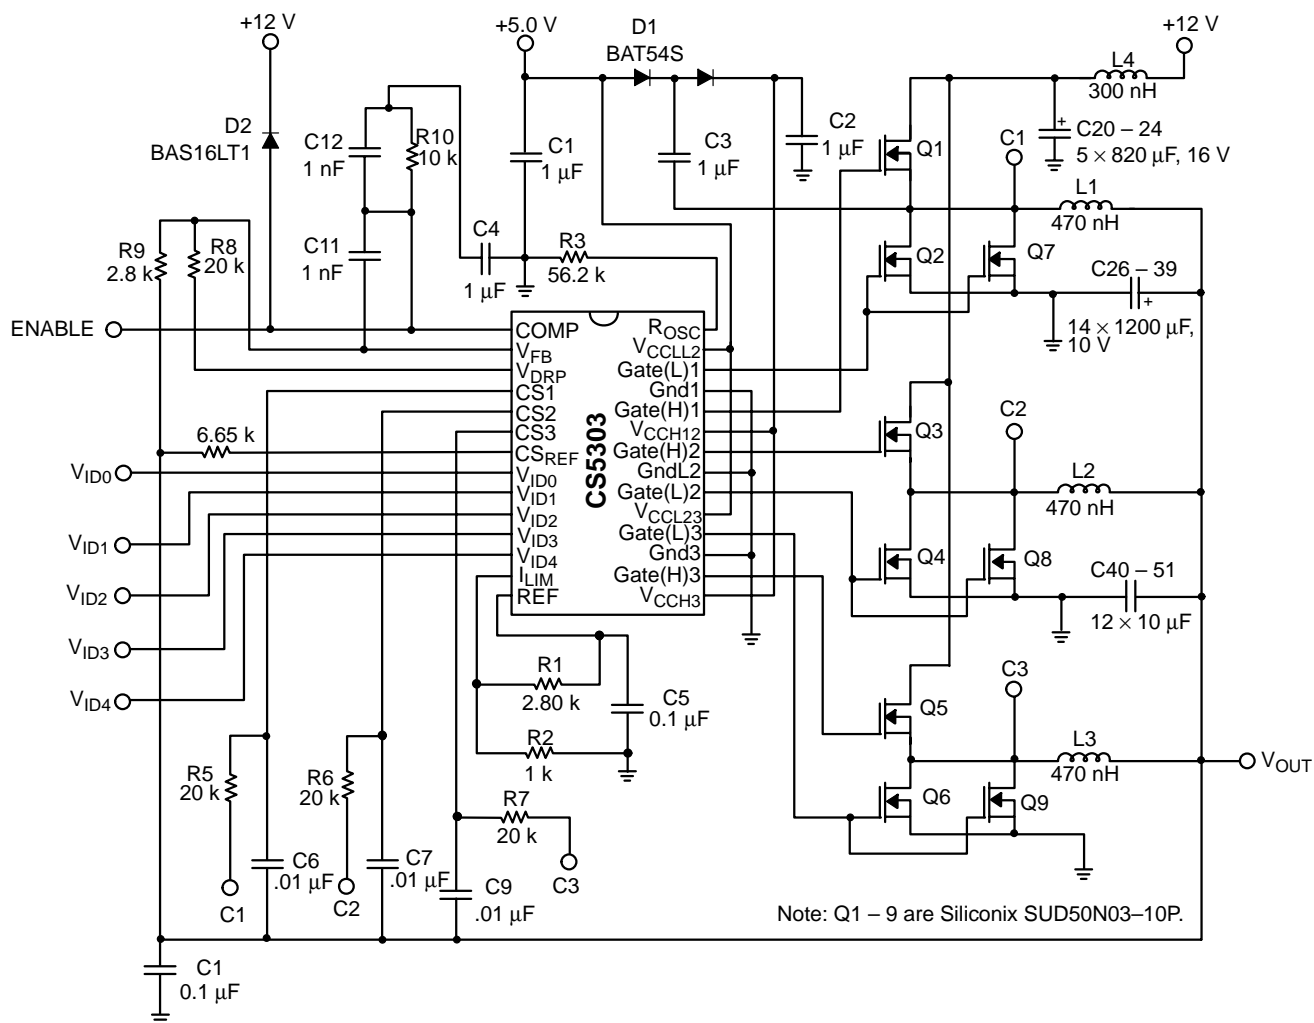 +12 V
+5.0 V
D1
BAT54S
+12 V
L4
300 nH
D2
BAS16LT1
C12
1 nF
R10
10 k
C1
1 μF
C3
1 μF
C2
1 μF
Q1
C1
C20 – 24
5 × 820 μF, 16 V
+
L1
470 nH
R9
2.8 k
R8
20 k
C11
1 nF
C4
1 μF
R3
56.2 k
Q2
Q7
C26 – 39
+
14 × 1200 μF,
10 V
ENABLE
COMP
VFB
VDRP
CS1
CS2
CS3
CSREF
VID0
VID1
VID2
VID3
VID4
ILIM
REF
CS5303
ROSC
VCCLL2
Gate(L)1
Gnd1
Gate(H)1
VCCH12
Gate(H)2
GndL2
Gate(L)2
VCCL23
Gate(L)3
Gnd3
Gate(H)3
VCCH3
6.65 k
VID0
VID1
VID2
VID3
VID4
Q3
C2
L2
470 nH
Q4
Q8
C40 – 51
12 × 10 μF
R1
2.80 k
R2
1 k
C5
0.1 μF
Q5
C3
L3
470 nH
VOUT
Q6
Q9
R5
20 k
R6
20 k
R7
20 k
C6
.01 μF
C7
.01 μF
C9
.01 μF
C1
C2
C3
Note: Q1 – 9 are Siliconix SUD50N03–10P.
C1
0.1 μF